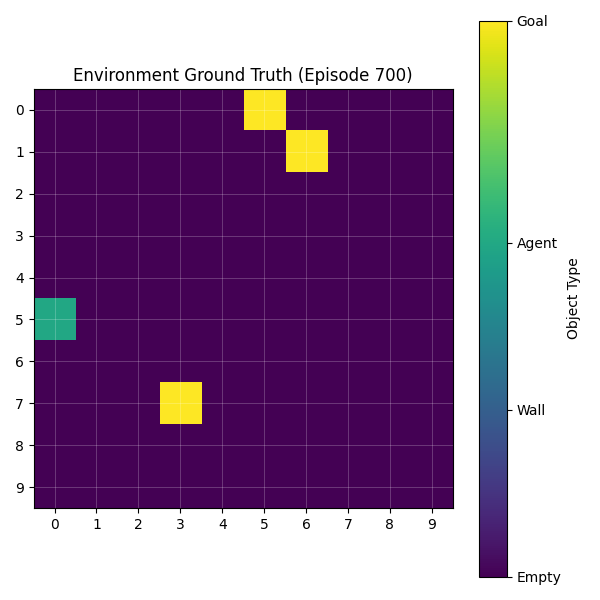 Environment Ground Truth (Episode 700)
0
1
2
3
4
5
6
7
8
9
0 1 2 3 4 5 6 7 8 9
Goal
Agent
Wall
Empty
Object Type